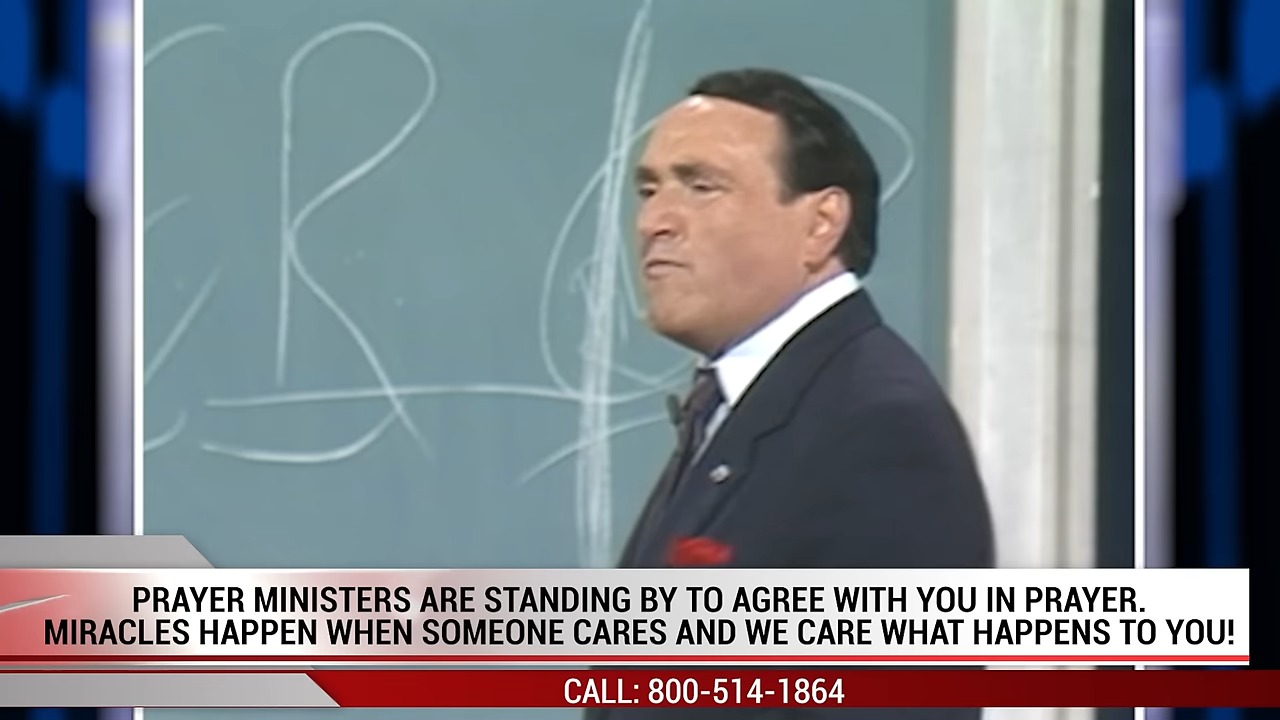 R
PRAYER MINISTERS ARE STANDING BY TO AGREE WITH YOU IN PRAYER.
MIRACLES HAPPEN WHEN SOMEONE CARES AND WE CARE WHAT HAPPENS TO YOU!
CALL: 800-514-1864